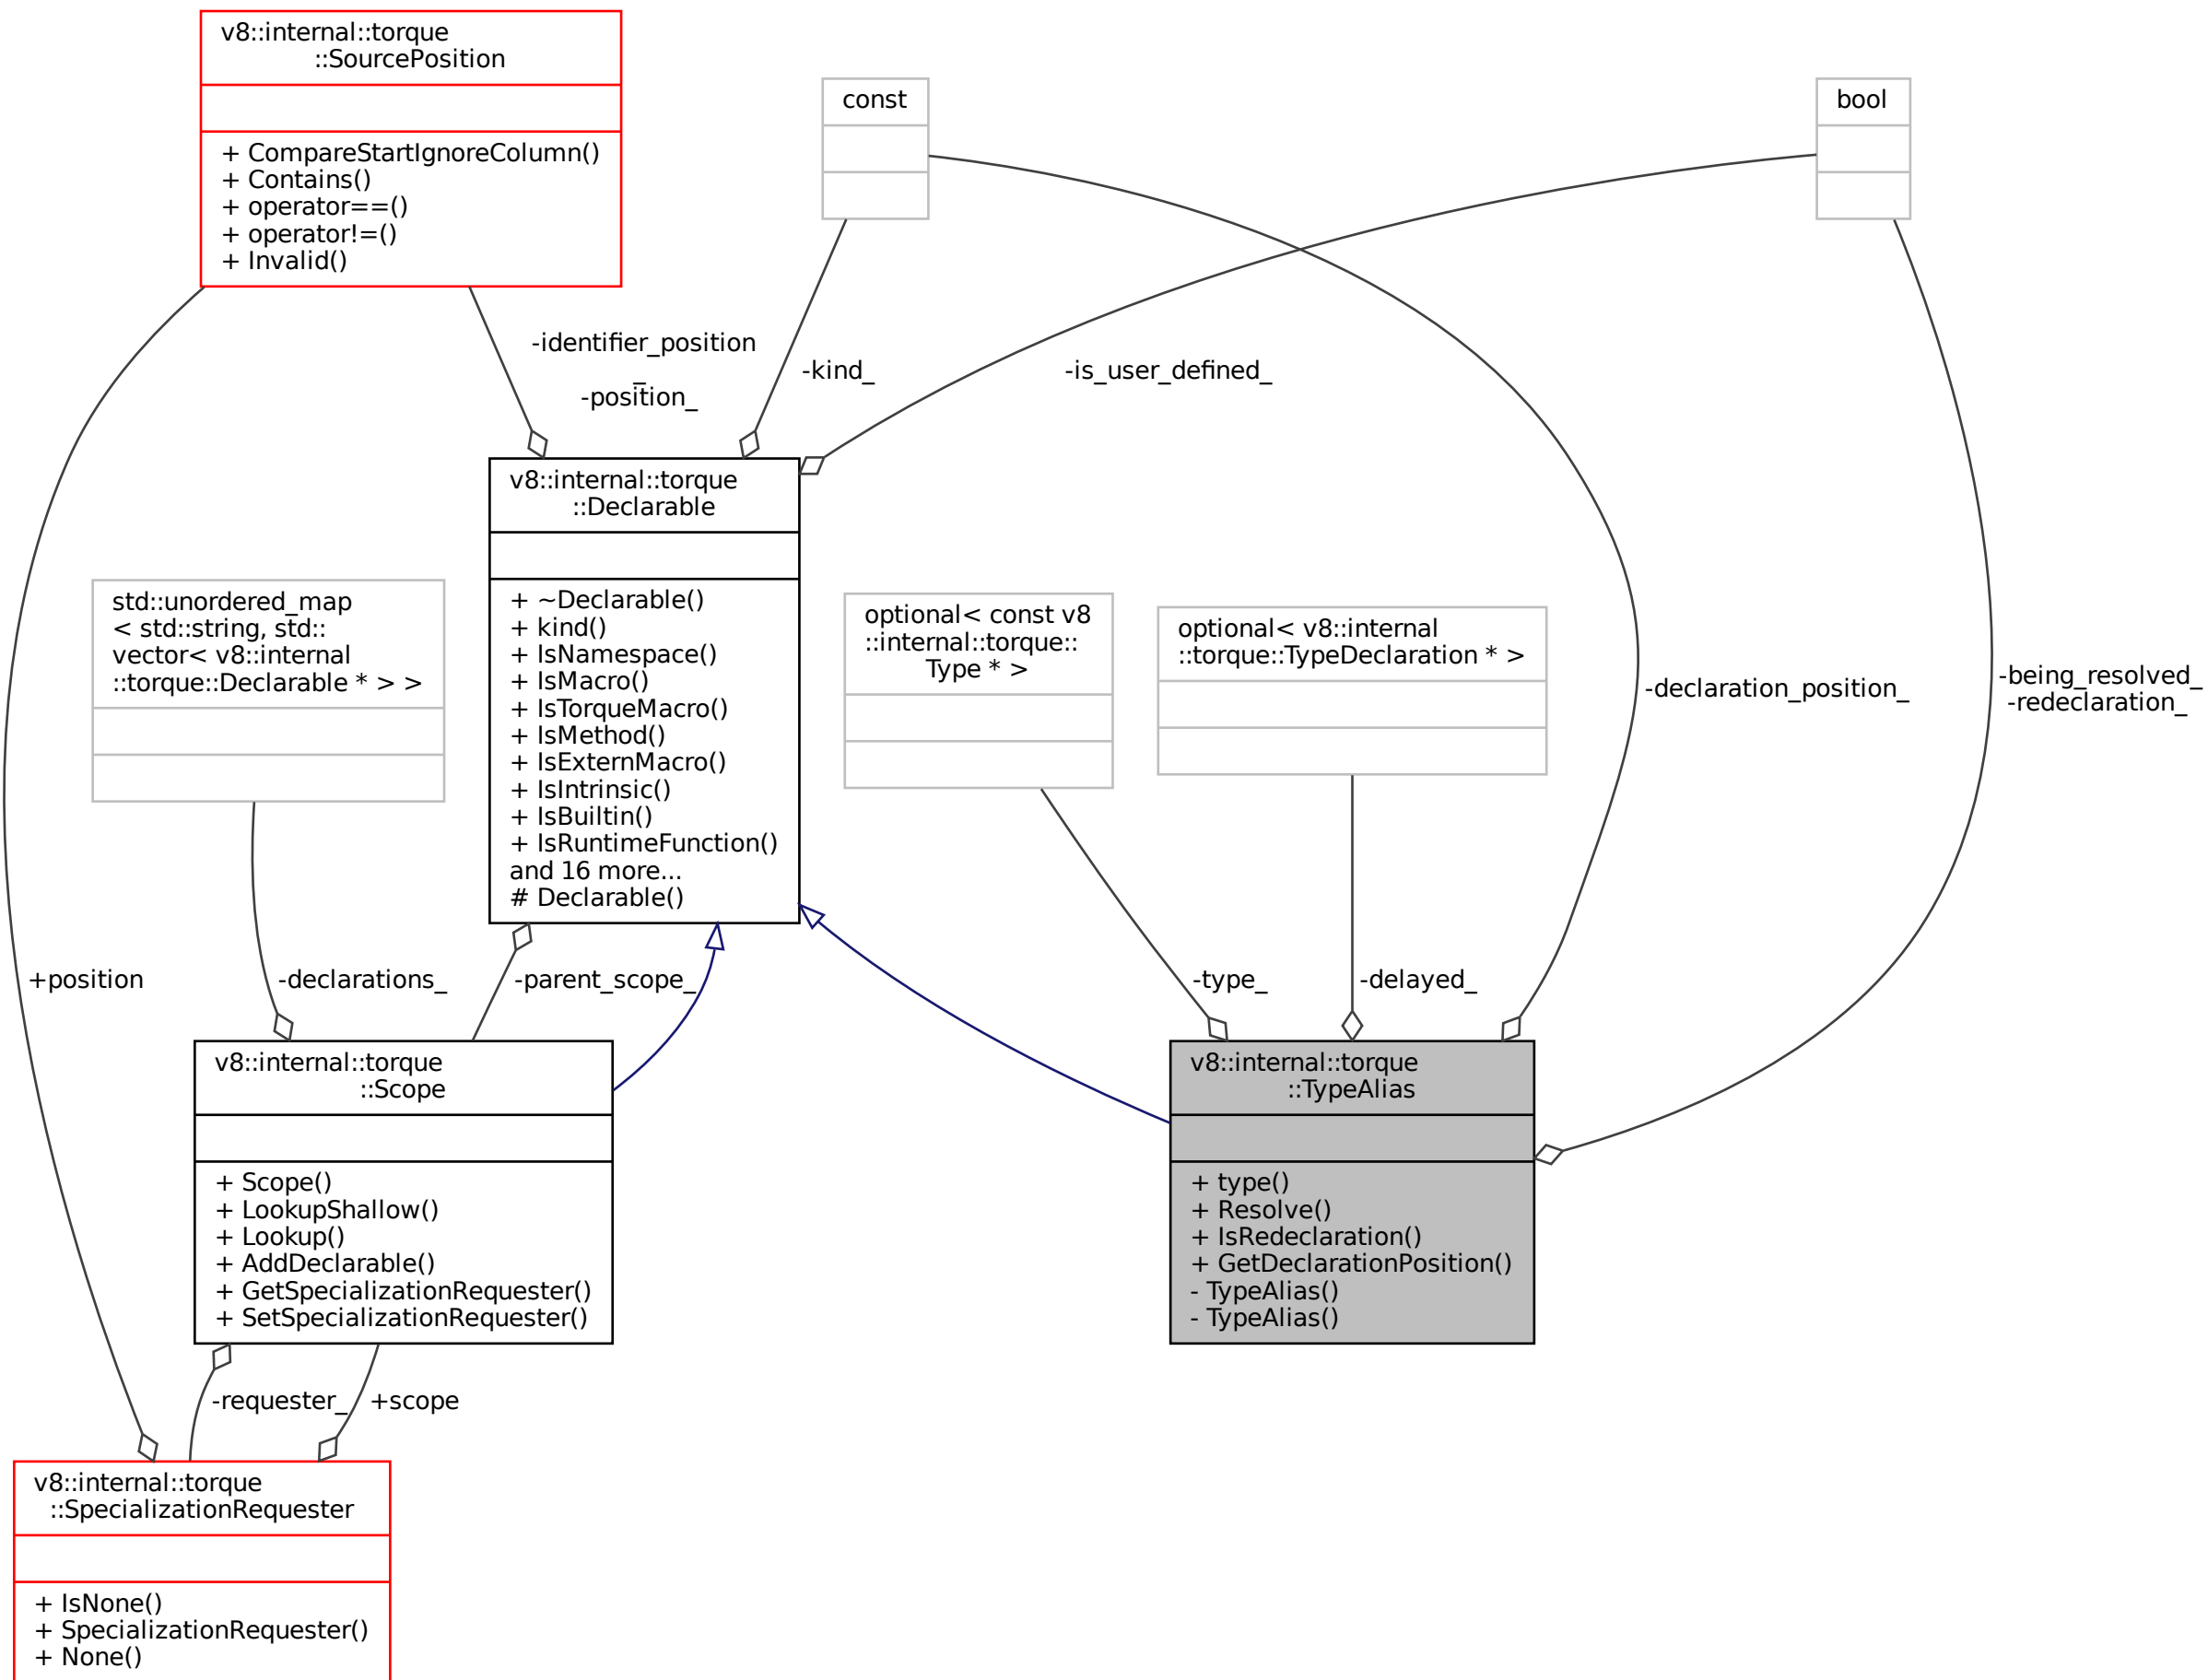 v8::internal::torque
::SourcePosition
+ CompareStartIgnoreColumn()
+ Contains()
+ operator==()
+ operator!=()
+ Invalid()
const
bool
-identifier_position
_
-position_
-kind_
-is_user_defined_
v8::internal::torque
::Declarable
+ ~Declarable()
+ kind()
+ IsNamespace()
+ IsMacro()
+ IsTorqueMacro()
+ IsMethod()
+ IsExternMacro()
+ IsIntrinsic()
+ IsBuiltin()
+ IsRuntimeFunction()
and 16 more...
# Declarable()
std::unordered_map
< std::string, std::
vector< v8::internal
::torque::Declarable * > >
optional< const v8
::internal::torque::
Type * >
optional< v8::internal
::torque::TypeDeclaration * >
-declaration_position_
-being_resolved_
-redeclaration_
+position
-declarations_
-parent_scope_
-type_
-delayed_
v8::internal::torque
::Scope
+ Scope()
+ LookupShallow()
+ Lookup()
+ AddDeclarable()
+ GetSpecializationRequester()
+ SetSpecializationRequester()
v8::internal::torque
::TypeAlias
+ type()
+ Resolve()
+ IsRedeclaration()
+ GetDeclarationPosition()
- TypeAlias()
- TypeAlias()
-requester_
+scope
v8::internal::torque
::SpecializationRequester
+ IsNone()
+ SpecializationRequester()
+ None()